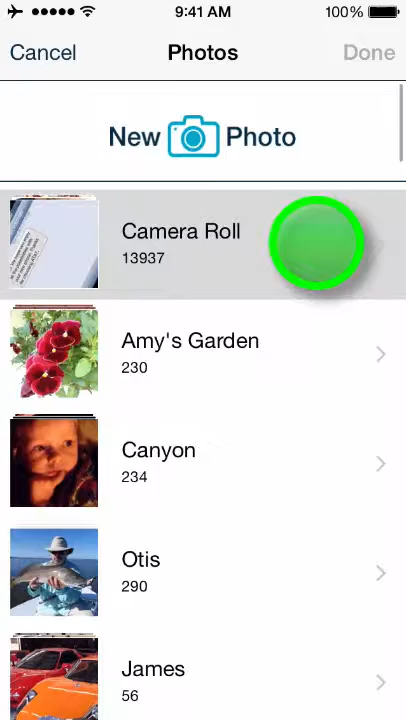 9:41 AM
100%
Cancel
Photos
Done
New Photo
Camera Roll
13937
Amy's Garden
230
Canyon
234
Otis
290
James
56